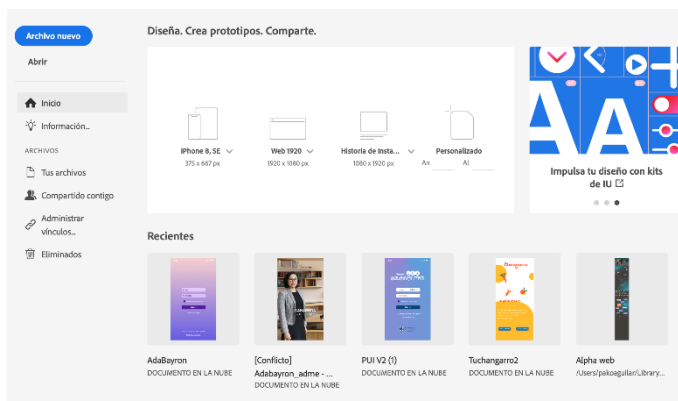 Archivo nuevo
Abrir
Inicio
Información...
ARCHIVOS
Tus archivos
Compartido contigo
Administrar
vínculos...
Eliminados
Diseña. Crea prototipos. Comparte.
iPhone 8, SE
375 x 667 px
Web 1920
1920 x 1080 px
Historia de Insta...
1080 x 1920 px
Personalizado
An
Al
A
A
Impulsa tu diseño con kits
de IU
Recientes
AdaBayron
DOCUMENTO EN LA NUBE
[Conflicto]
Adabayron_adme - ...
DOCUMENTO EN LA NUBE
PUI V2 (1)
DOCUMENTO EN LA NUBE
Tuchangarro2
DOCUMENTO EN LA NUBE
Alpha web
/Users/pekoaguilar/Library...